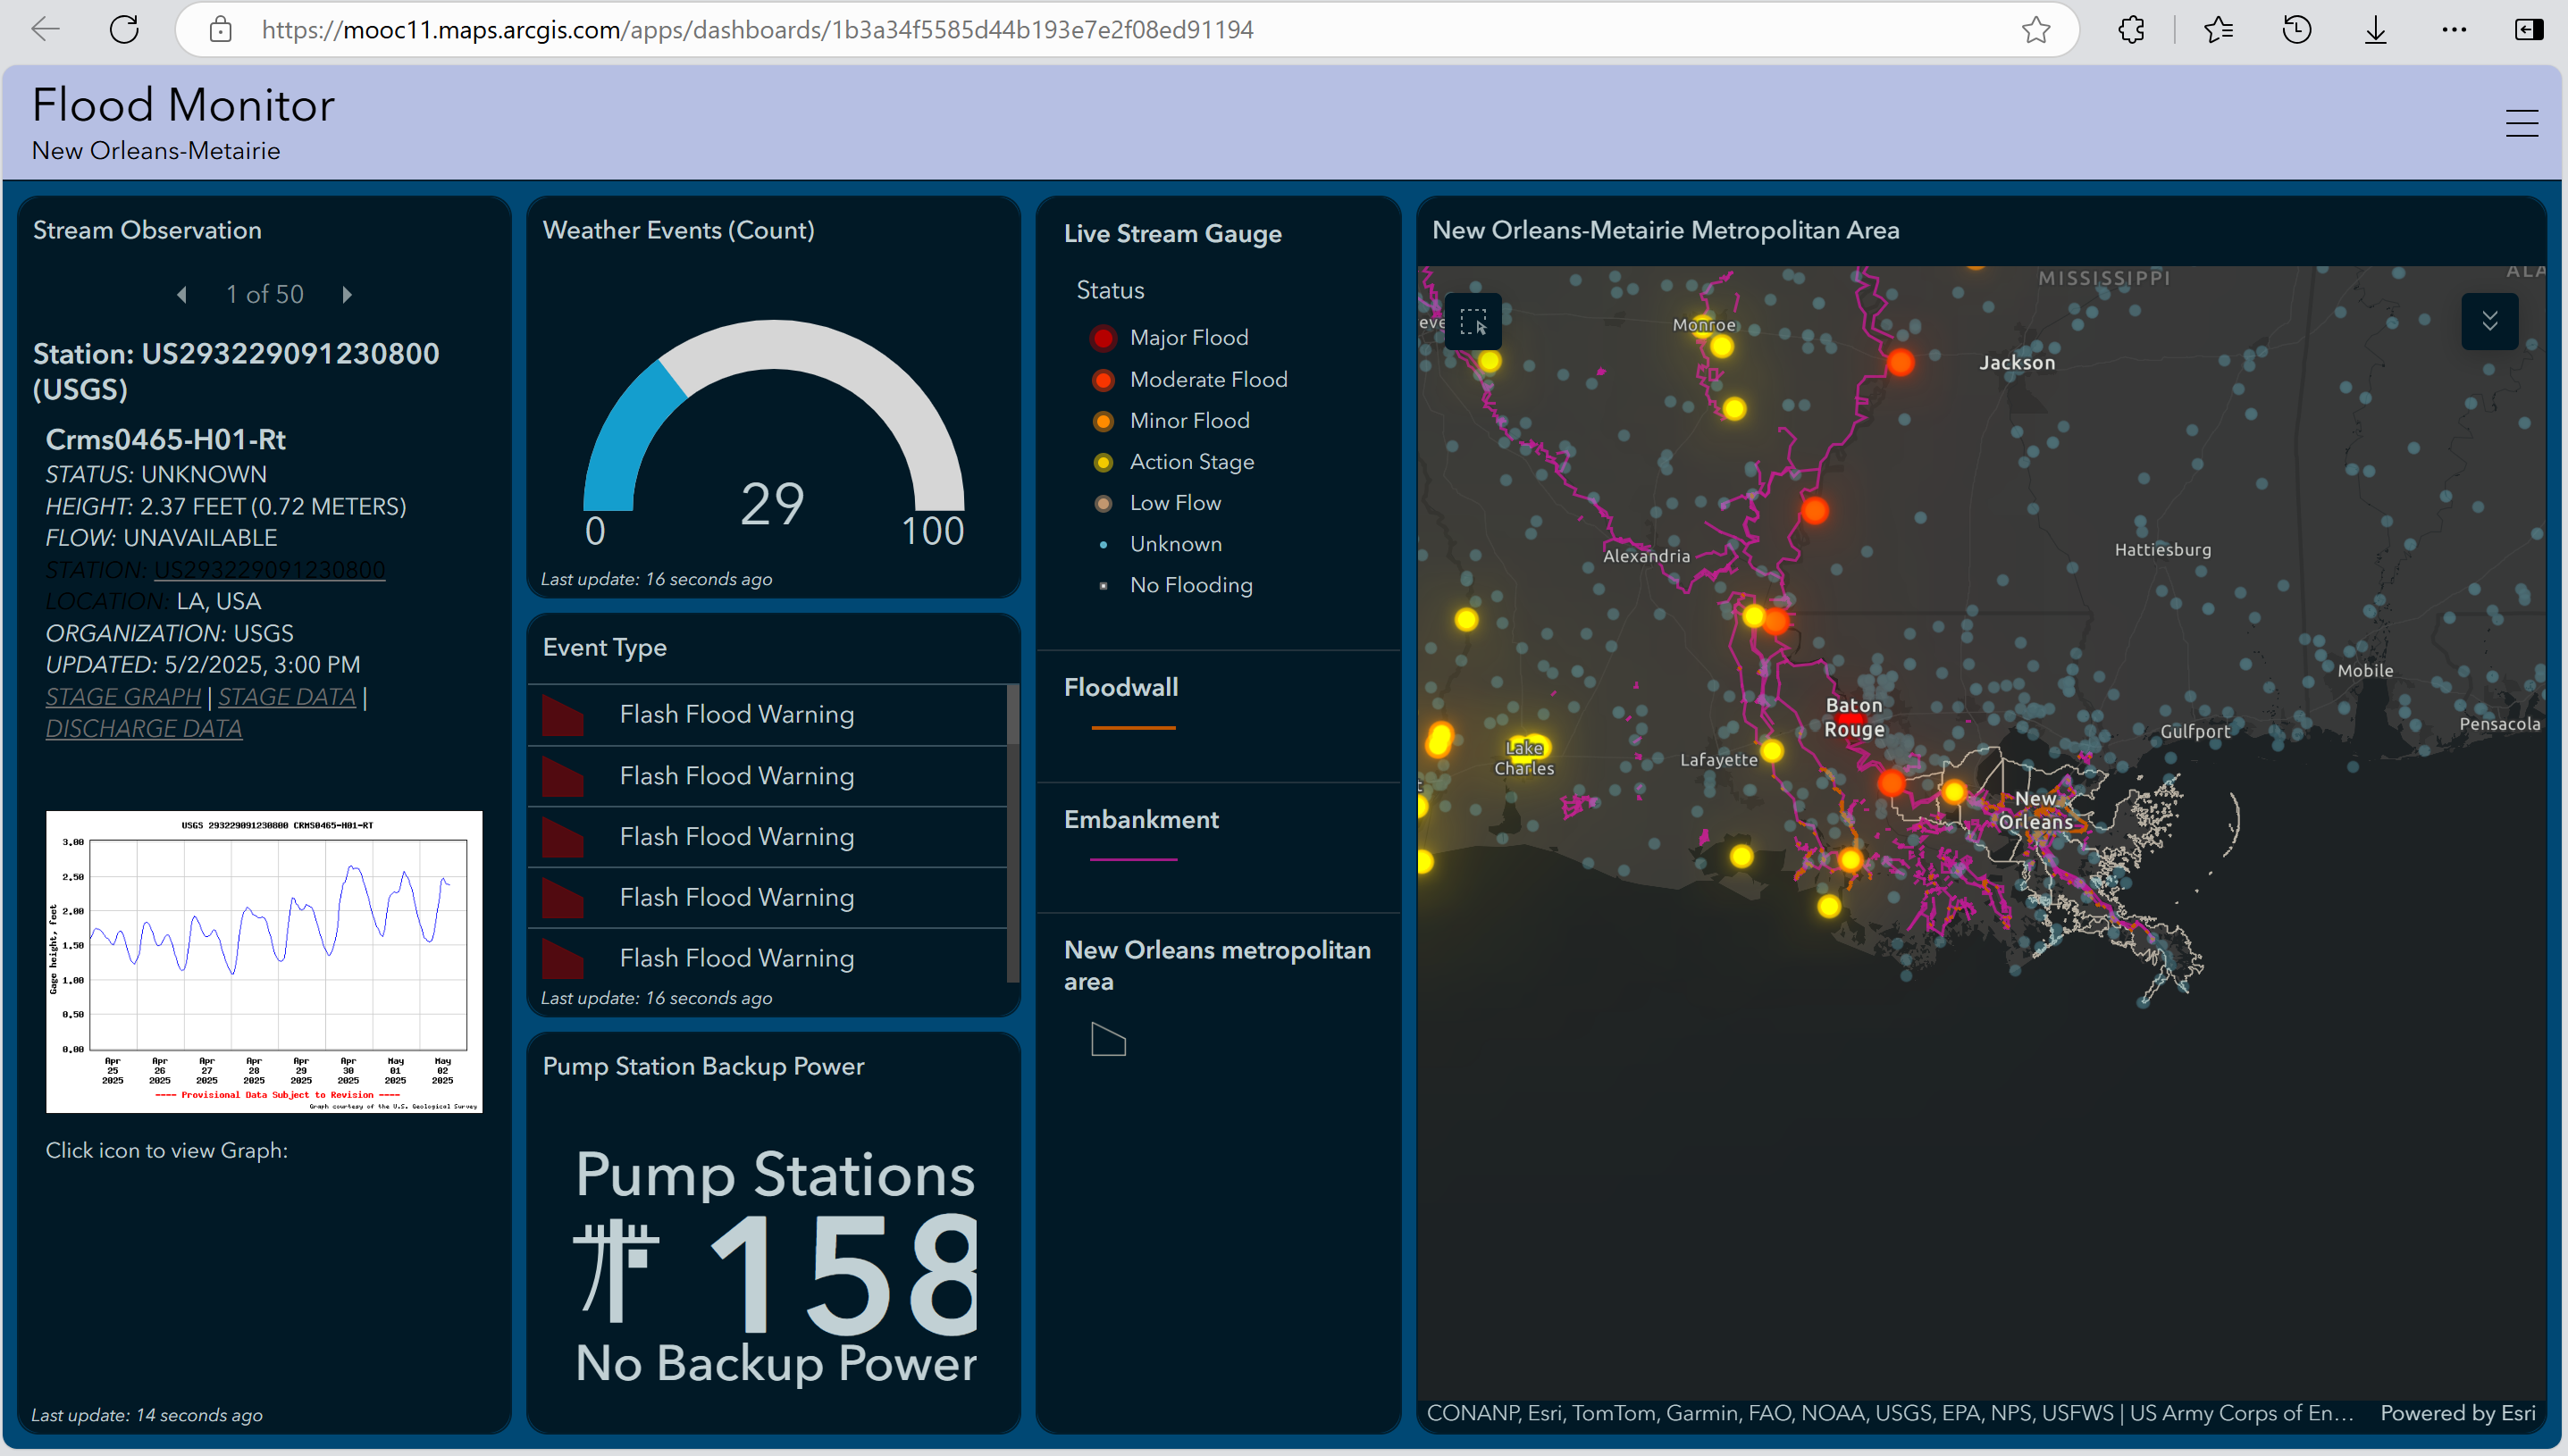 https://mooc11.maps.arcgis.com/apps/dashboards/1b3a34f5585d44b193e7e2f08ed91194
Flood Monitor
New Orleans-Metairie
Stream Observation
1 of 50
Station: US293229091230800
(USGS)
Crms0465-H01-Rt
STATUS: UNKNOWN
HEIGHT: 2.37 FEET (0.72 METERS)
FLOW: UNAVAILABLE
STATION: US293229091230800
LOCATION: LA, USA
ORGANIZATION: USGS
UPDATED: 5/2/2025, 3:00 PM
STAGE GRAPH | STAGE DATA |
DISCHARGE DATA
USGS 293229091230800 CRMS0465-H01-RT
Gage height, feet
3.00
2.50
2.00
1.50
1.00
0.50
0.00
Apr 25 2025
Apr 26 2025
Apr 27 2025
Apr 28 2025
Apr 29 2025
Apr 30 2025
May 01 2025
May 02 2025
---- Provisional Data Subject to Revision ----
Graph courtesy of the U.S. Geological Survey
Click icon to view Graph:
Last update: 14 seconds ago
Weather Events (Count)
29
0
100
Last update: 16 seconds ago
Event Type
Flash Flood Warning
Flash Flood Warning
Flash Flood Warning
Flash Flood Warning
Flash Flood Warning
Last update: 16 seconds ago
Pump Station Backup Power
Pump Stations
158
No Backup Power
Live Stream Gauge
Status
Major Flood
Moderate Flood
Minor Flood
Action Stage
Low Flow
Unknown
No Flooding
Floodwall
Embankment
New Orleans metropolitan
area
New Orleans-Metairie Metropolitan Area
MISSISSIPPI
ALA
eve
Monroe
Jackson
Alexandria
Hattiesburg
Mobile
Baton
Rouge
Gulfport
Pensacola
Lake
Charles
Lafayette
New
Orleans
CONANP, Esri, TomTom, Garmin, FAO, NOAA, USGS, EPA, NPS, USFWS | US Army Corps of En...
Powered by Esri